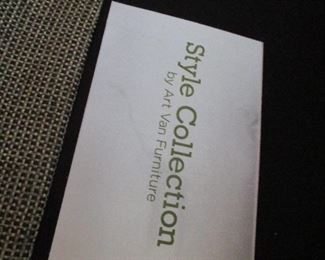 Style Collection
by Art Van Furniture